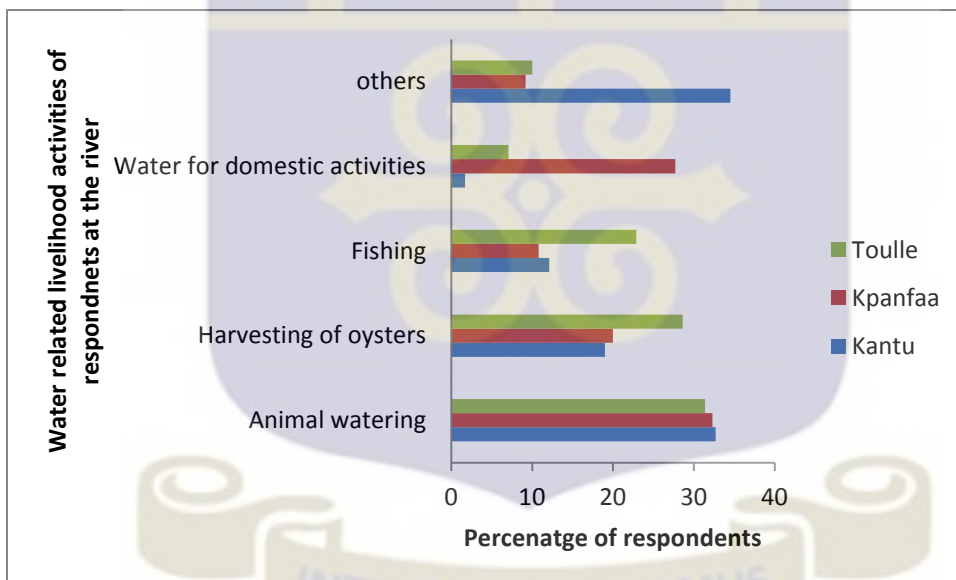 Water related livelihood activities of
respondnets at the river
others
Water for domestic activities
Fishing
Harvesting of oysters
Animal watering
Toulle
Kpanfaa
Kantu
0 10 20 30 40
Percenatge of respondents